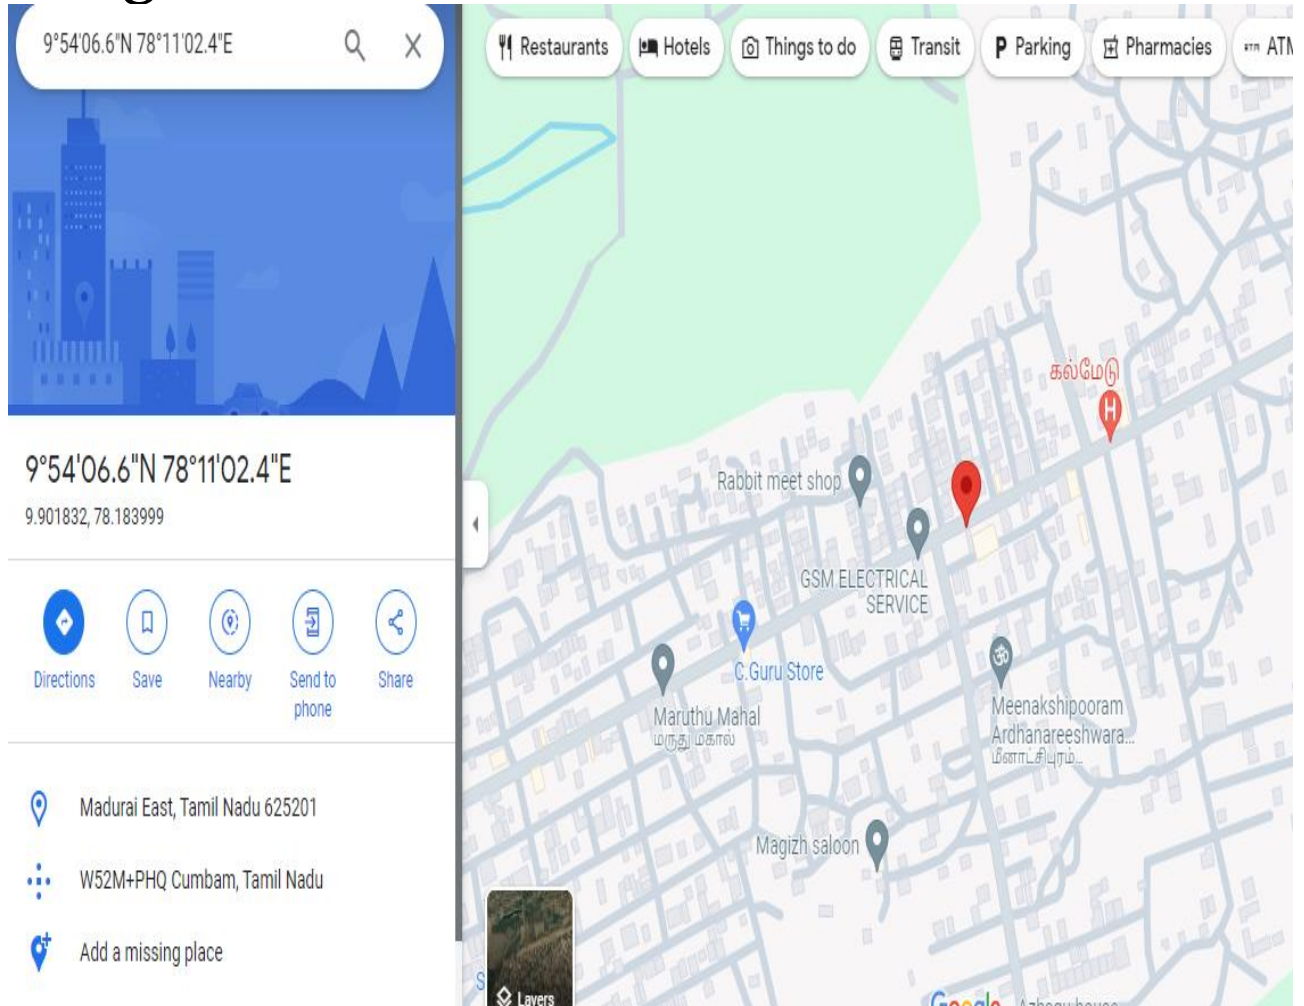 9°54'06.6"N 78°11'02.4"E
Restaurants
Hotels
Things to do
Transit
P Parking
Pharmacies
ATM
9°54'06.6"N 78°11'02.4"E
9.901832, 78.183999
Directions
Save
Nearby
Send to
phone
Share
Madurai East, Tamil Nadu 625201
W52M+PHQ Cumbam, Tamil Nadu
Add a missing place
கல்மேடு
H
Rabbit meet shop
GSM ELECTRICAL
SERVICE
C.Guru Store
Maruthu Mahal
மருது மகால்
Meenakshipooram
Ardhanareeshwara...
மீனாட்சிபுரம்...
Magizh saloon
Layers
Google